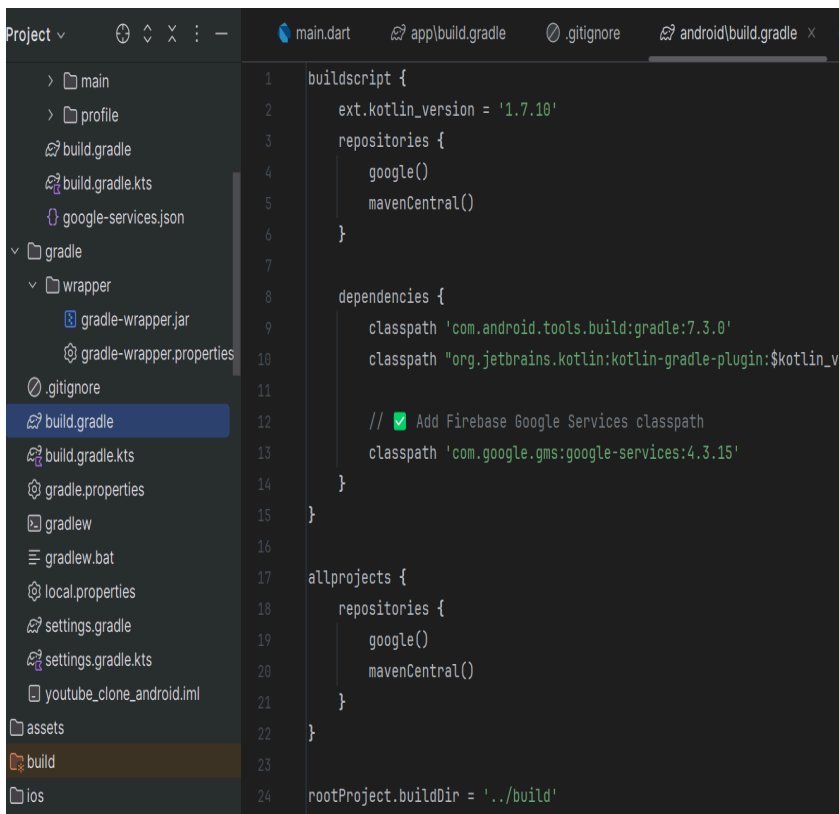 Project
main.dart
app\build.gradle
.gitignore
android\build.gradle
main
profile
build.gradle
build.gradle.kts
google-services.json
gradle
wrapper
gradle-wrapper.jar
gradle-wrapper.properties
.gitignore
build.gradle
build.gradle.kts
gradle.properties
gradlew
gradlew.bat
local.properties
settings.gradle
settings.gradle.kts
youtube_clone_android.iml
assets
build
ios
1 buildscript {
2 ext.kotlin_version = '1.7.10'
3 repositories {
4 google()
5 mavenCentral()
6 }
7
8 dependencies {
9 classpath 'com.android.tools.build:gradle:7.3.0'
10 classpath "org.jetbrains.kotlin:kotlin-gradle-plugin:$kotlin_v
11
12 // ✅ Add Firebase Google Services classpath
13 classpath 'com.google.gms:google-services:4.3.15'
14 }
15 }
16
17 allprojects {
18 repositories {
19 google()
20 mavenCentral()
21 }
22 }
23
24 rootProject.buildDir = '../build'